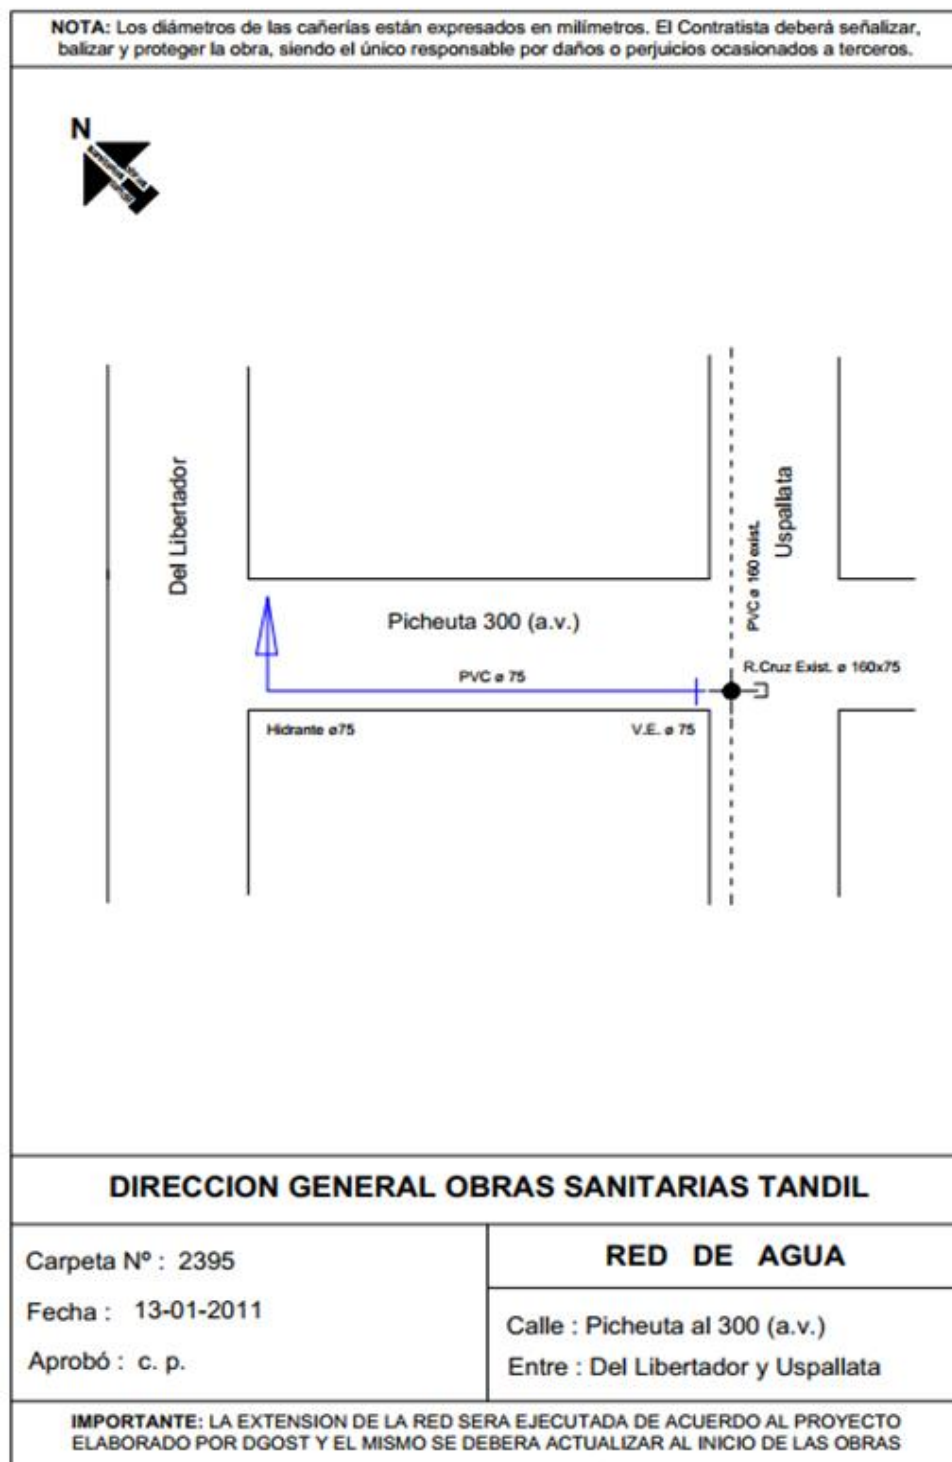 NOTA: Los diámetros de las cañerías están expresados en milímetros. El Contratista deberá señalizar,
balizar y proteger la obra, siendo el único responsable por daños o perjuicios ocasionados a terceros.
N
Del Libertador
Uspallata
PVC ø 160 exist.
Picheuta 300 (a.v.)
R.Cruz Exist. ø 160x75
PVC ø 75
Hidrante ø75
V.E. ø 75
DIRECCION GENERAL OBRAS SANITARIAS TANDIL
Carpeta Nº : 2395
Fecha : 13-01-2011
Aprobó : c. p.
RED DE AGUA
Calle : Picheuta al 300 (a.v.)
Entre : Del Libertador y Uspallata
IMPORTANTE: LA EXTENSION DE LA RED SERA EJECUTADA DE ACUERDO AL PROYECTO
ELABORADO POR DGOST Y EL MISMO SE DEBERA ACTUALIZAR AL INICIO DE LAS OBRAS